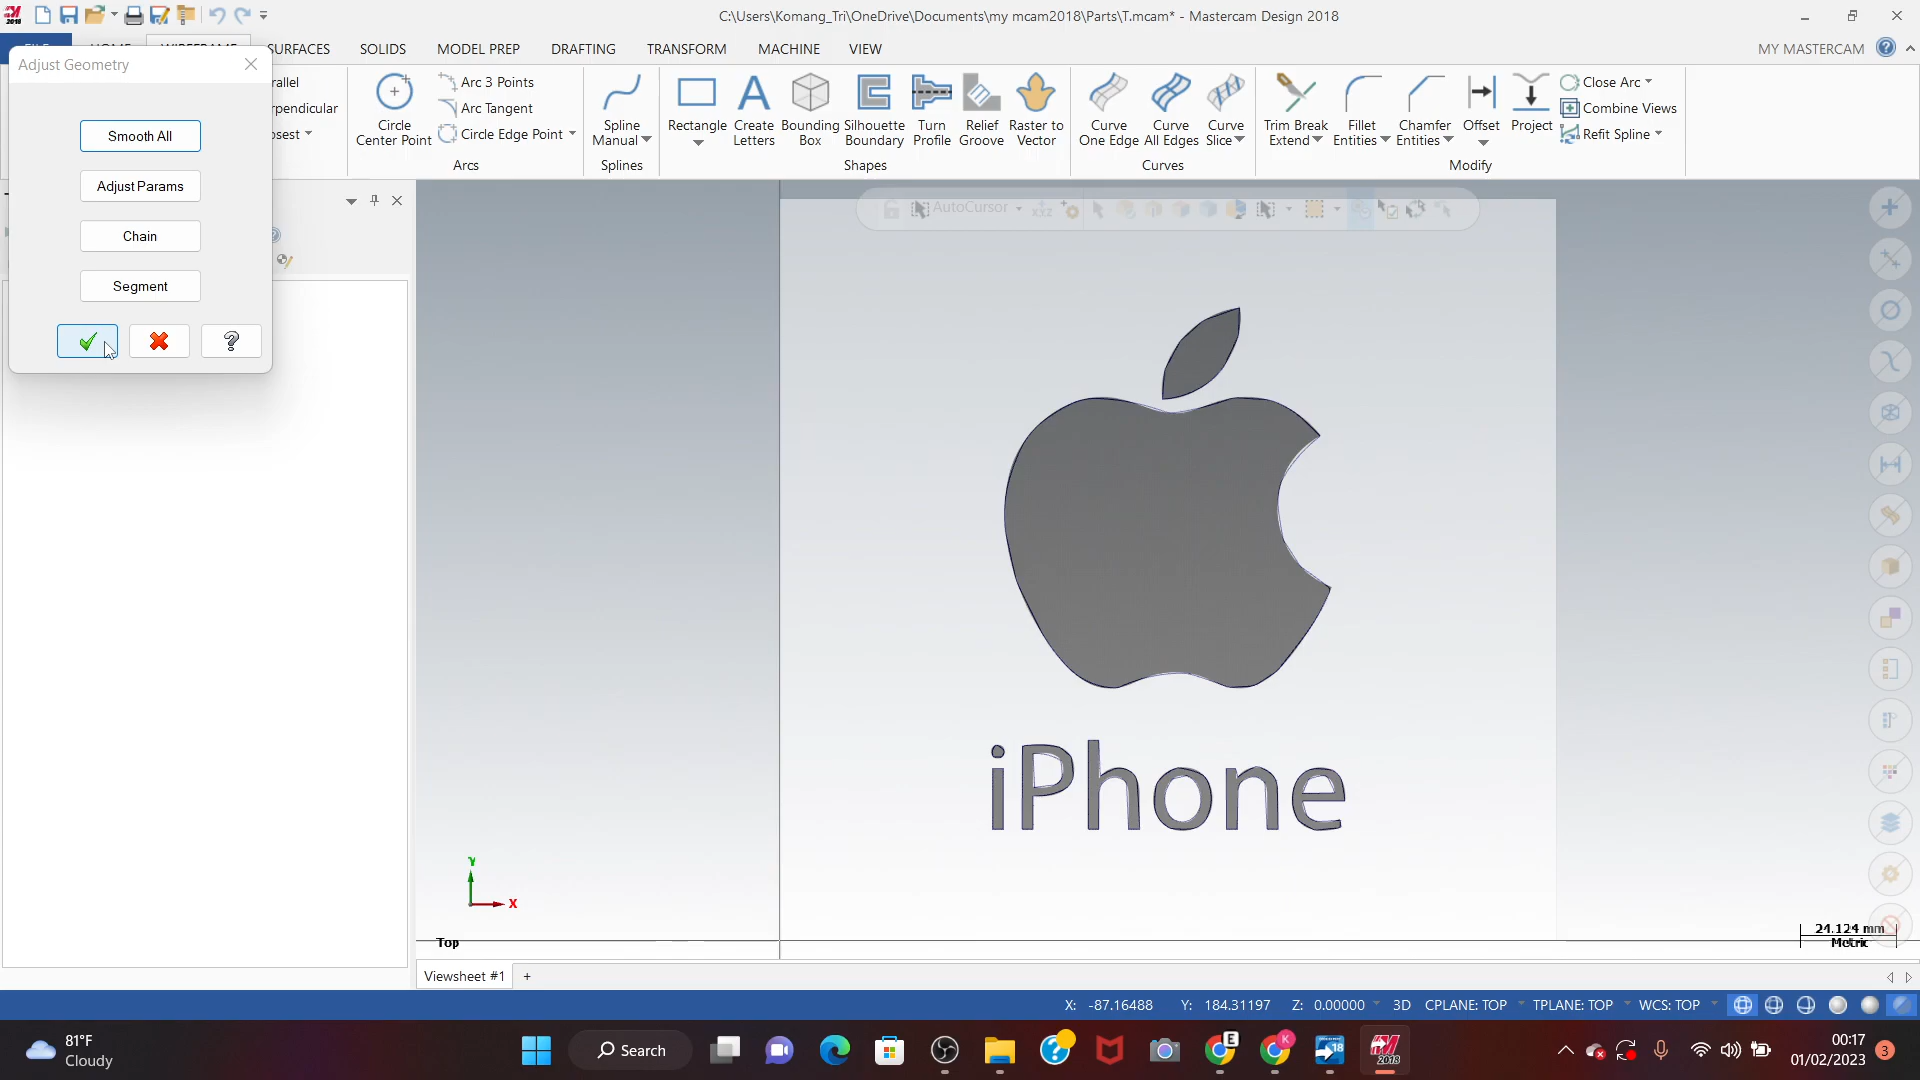 C:\Users\Komang_Tri\OneDrive\Documents\my mcam2018\Parts\T.mcam* - Mastercam Design 2018
SURFACES SOLIDS MODEL PREP DRAFTING TRANSFORM MACHINE VIEW MY MASTERCAM
Adjust Geometry
Smooth All
Adjust Params
Chain
Segment
Circle
Center Point
Arc 3 Points
Arc Tangent
Circle Edge Point
Arcs
Spline
Manual
Splines
Rectangle
Create
Letters
Bounding
Box
Silhouette
Boundary
Turn
Profile
Relief
Groove
Raster to
Vector
Shapes
Curve
One Edge
Curve
All Edges
Curve
Slice
Curves
Trim Break
Extend
Fillet
Entities
Chamfer
Entities
Offset
Project
Close Arc
Combine Views
Refit Spline
Modify
AutoCursor
iPhone
Y
X
Top
24.124 mm
Metric
Viewsheet #1 +
X: -87.16488 Y: 184.31197 Z: 0.00000 3D CPLANE: TOP TPLANE: TOP WCS: TOP
81°F
Cloudy
Search
E
K
18
2018
00:17
01/02/2023
3